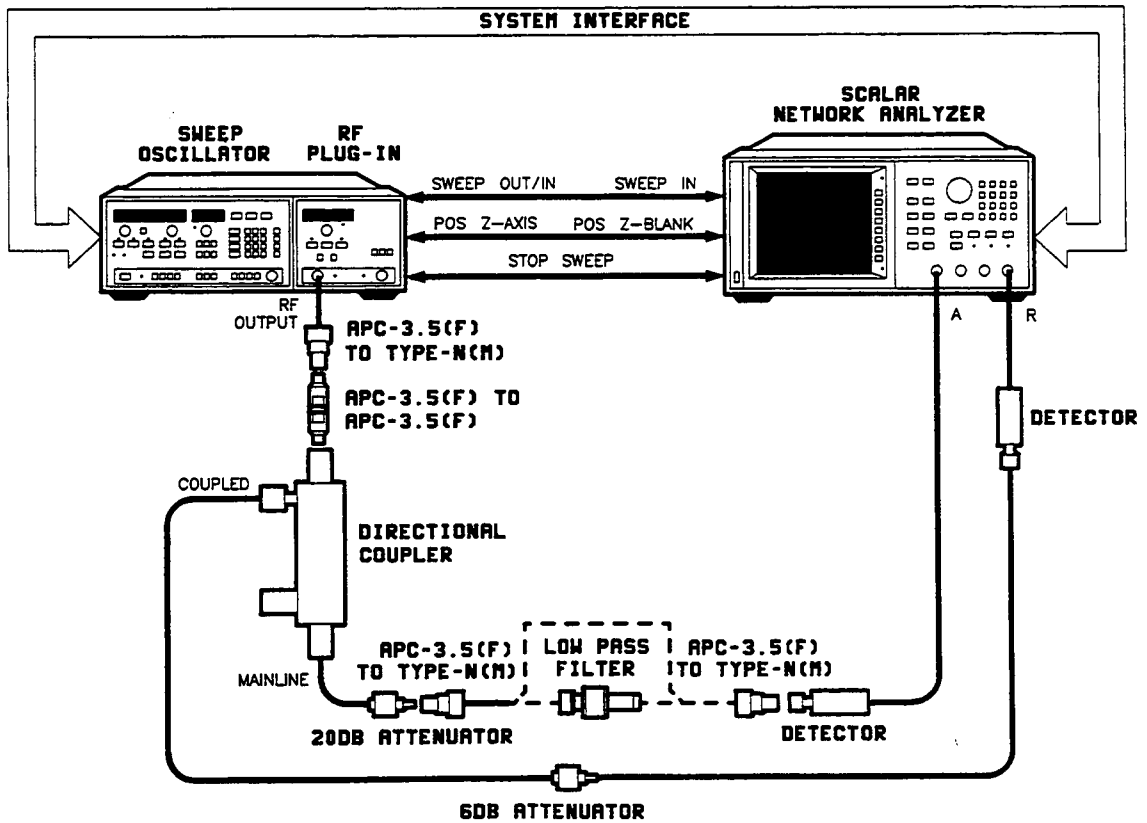 SYSTEM INTERFACE
SCALAR
NETWORK ANALYZER
SWEEP
OSCILLATOR
RF
PLUG-IN
SWEEP OUT/IN
SWEEP IN
POS Z-AXIS
POS Z-BLANK
STOP SWEEP
RF
OUTPUT
A
R
APC-3.5(F)
TO TYPE-N(M)
APC-3.5(F) TO
APC-3.5(F)
DETECTOR
COUPLED
DIRECTIONAL
COUPLER
APC-3.5(F)
TO TYPE-N(M)
LOW PASS
FILTER
APC-3.5(F)
TO TYPE-N(M)
MAINLINE
20DB ATTENUATOR
DETECTOR
6DB ATTENUATOR